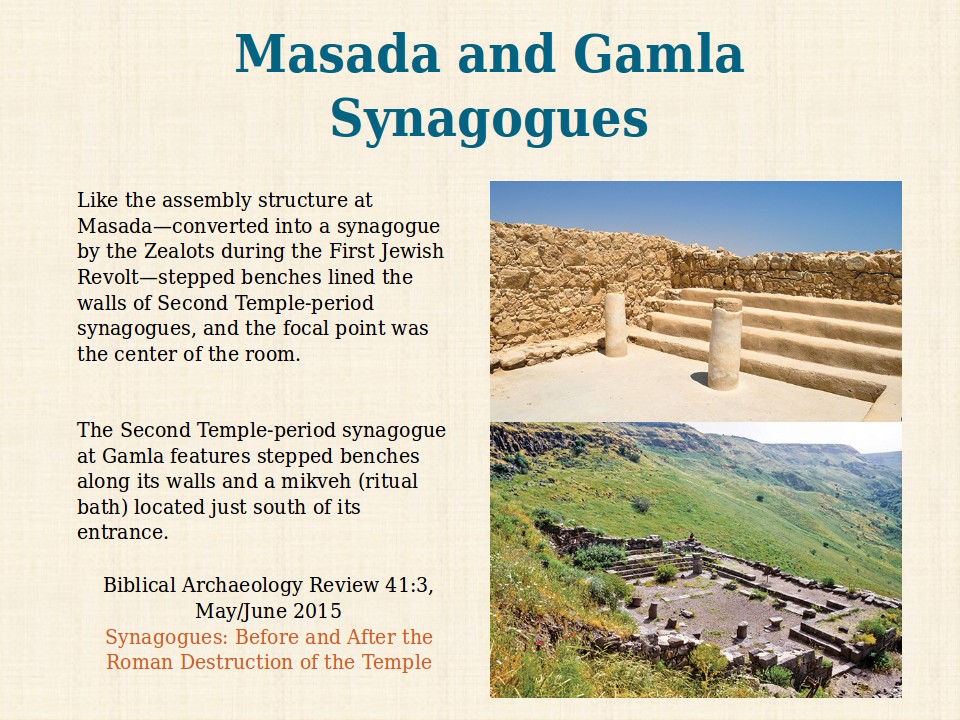 Masada and Gamla
Synagogues
Like the assembly structure at
Masada—converted into a synagogue
by the Zealots during the First Jewish
Revolt—stepped benches lined the
walls of Second Temple-period
synagogues, and the focal point was
the center of the room.
The Second Temple-period synagogue
at Gamla features stepped benches
along its walls and a mikveh (ritual
bath) located just south of its
entrance.
Biblical Archaeology Review 41:3,
May/June 2015
Synagogues: Before and After the
Roman Destruction of the Temple